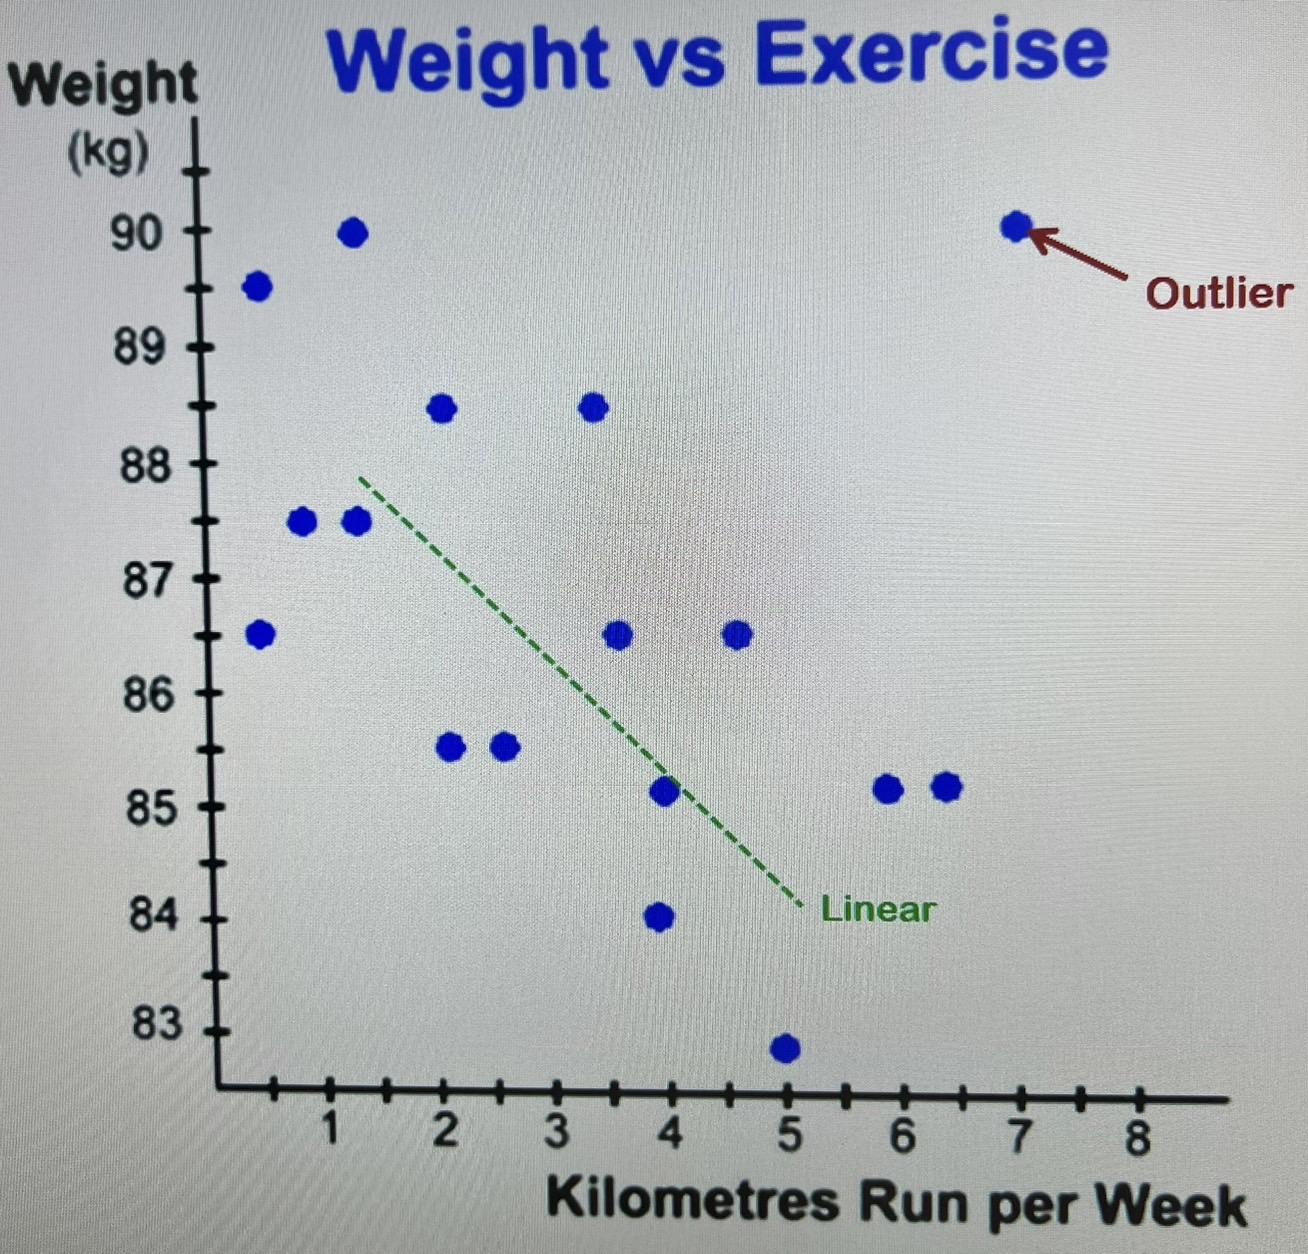 Weight vs Exercise
Weight
(kg)
90
Outlier
89
88
87
86
85
84
Linear
83
1 2 3 4 5 6 7 8
Kilometres Run per Week